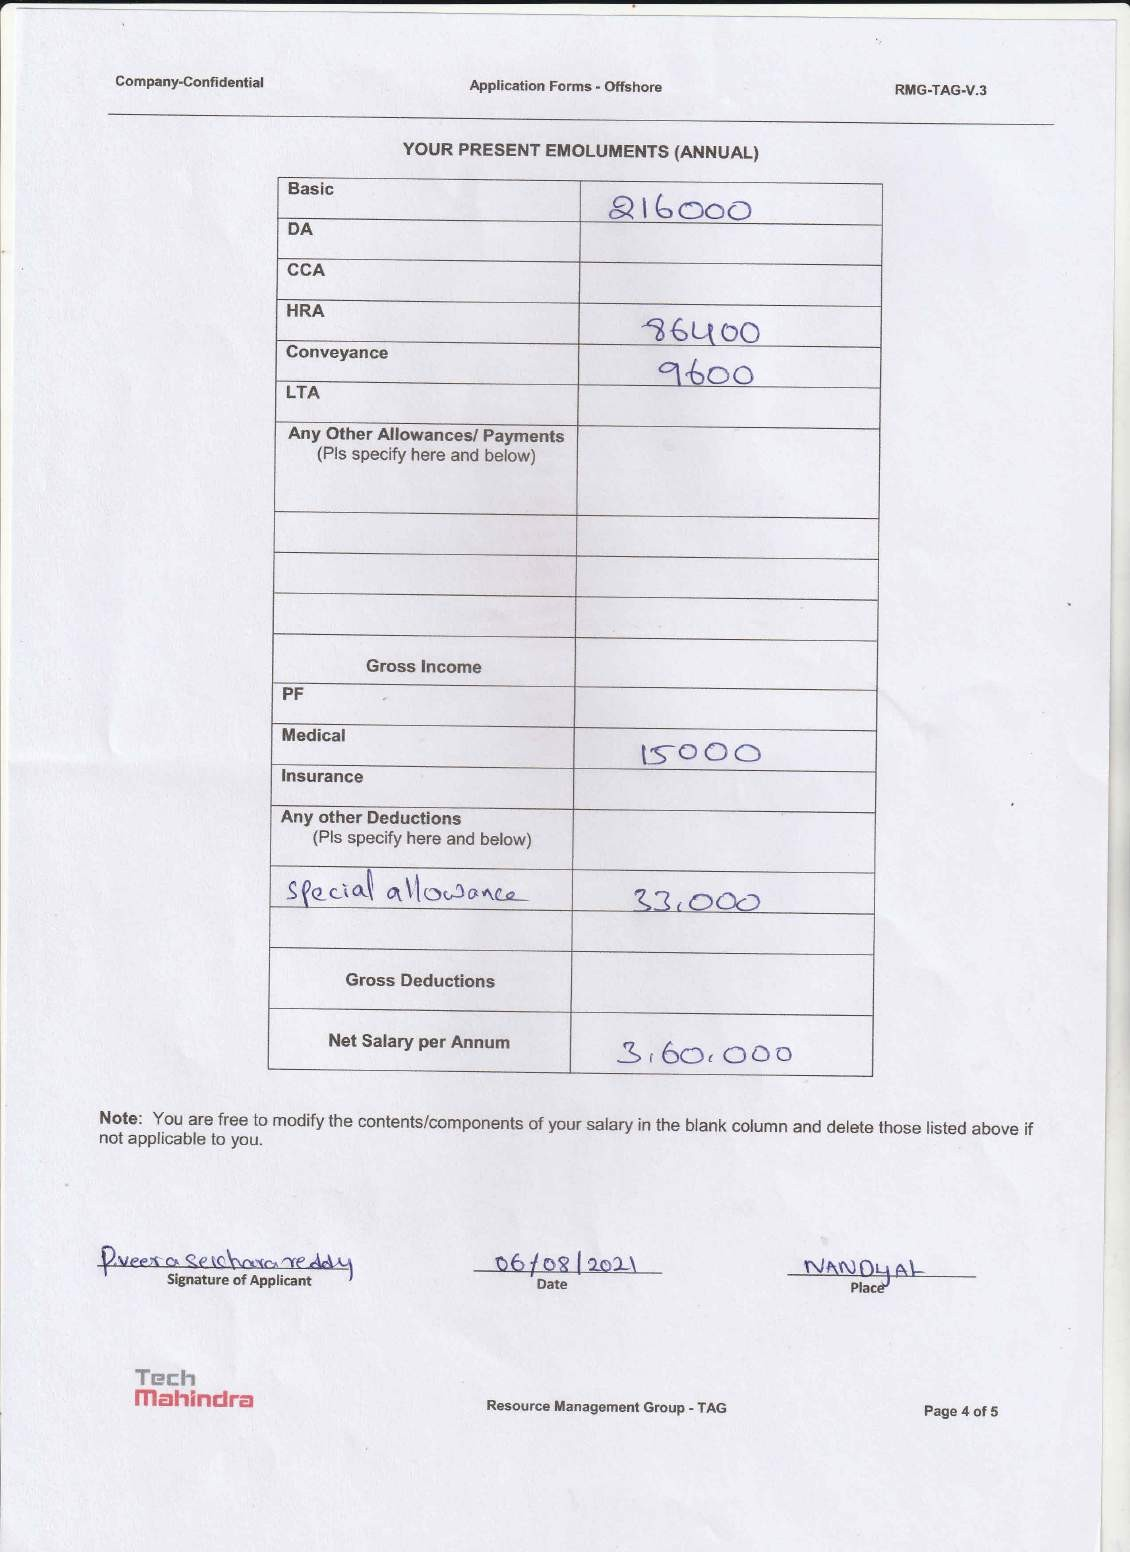 Company-Confidential Application Forms - Offshore RMG-TAG-V.3
YOUR PRESENT EMOLUMENTS (ANNUAL)
Basic 216000
DA
CCA
HRA 86400
Conveyance 9600
LTA
Any Other Allowances/ Payments
(Pls specify here and below)
Gross Income
PF
Medical 15000
Insurance
Any other Deductions
(Pls specify here and below)
Special allowance 33,000
Gross Deductions
Net Salary per Annum 3,60,000
Note: You are free to modify the contents/components of your salary in the blank column and delete those listed above if
not applicable to you.
06/08/2021 NANDYAL
Signature of Applicant Date Place
Tech
Mahindra
Resource Management Group - TAG Page 4 of 5